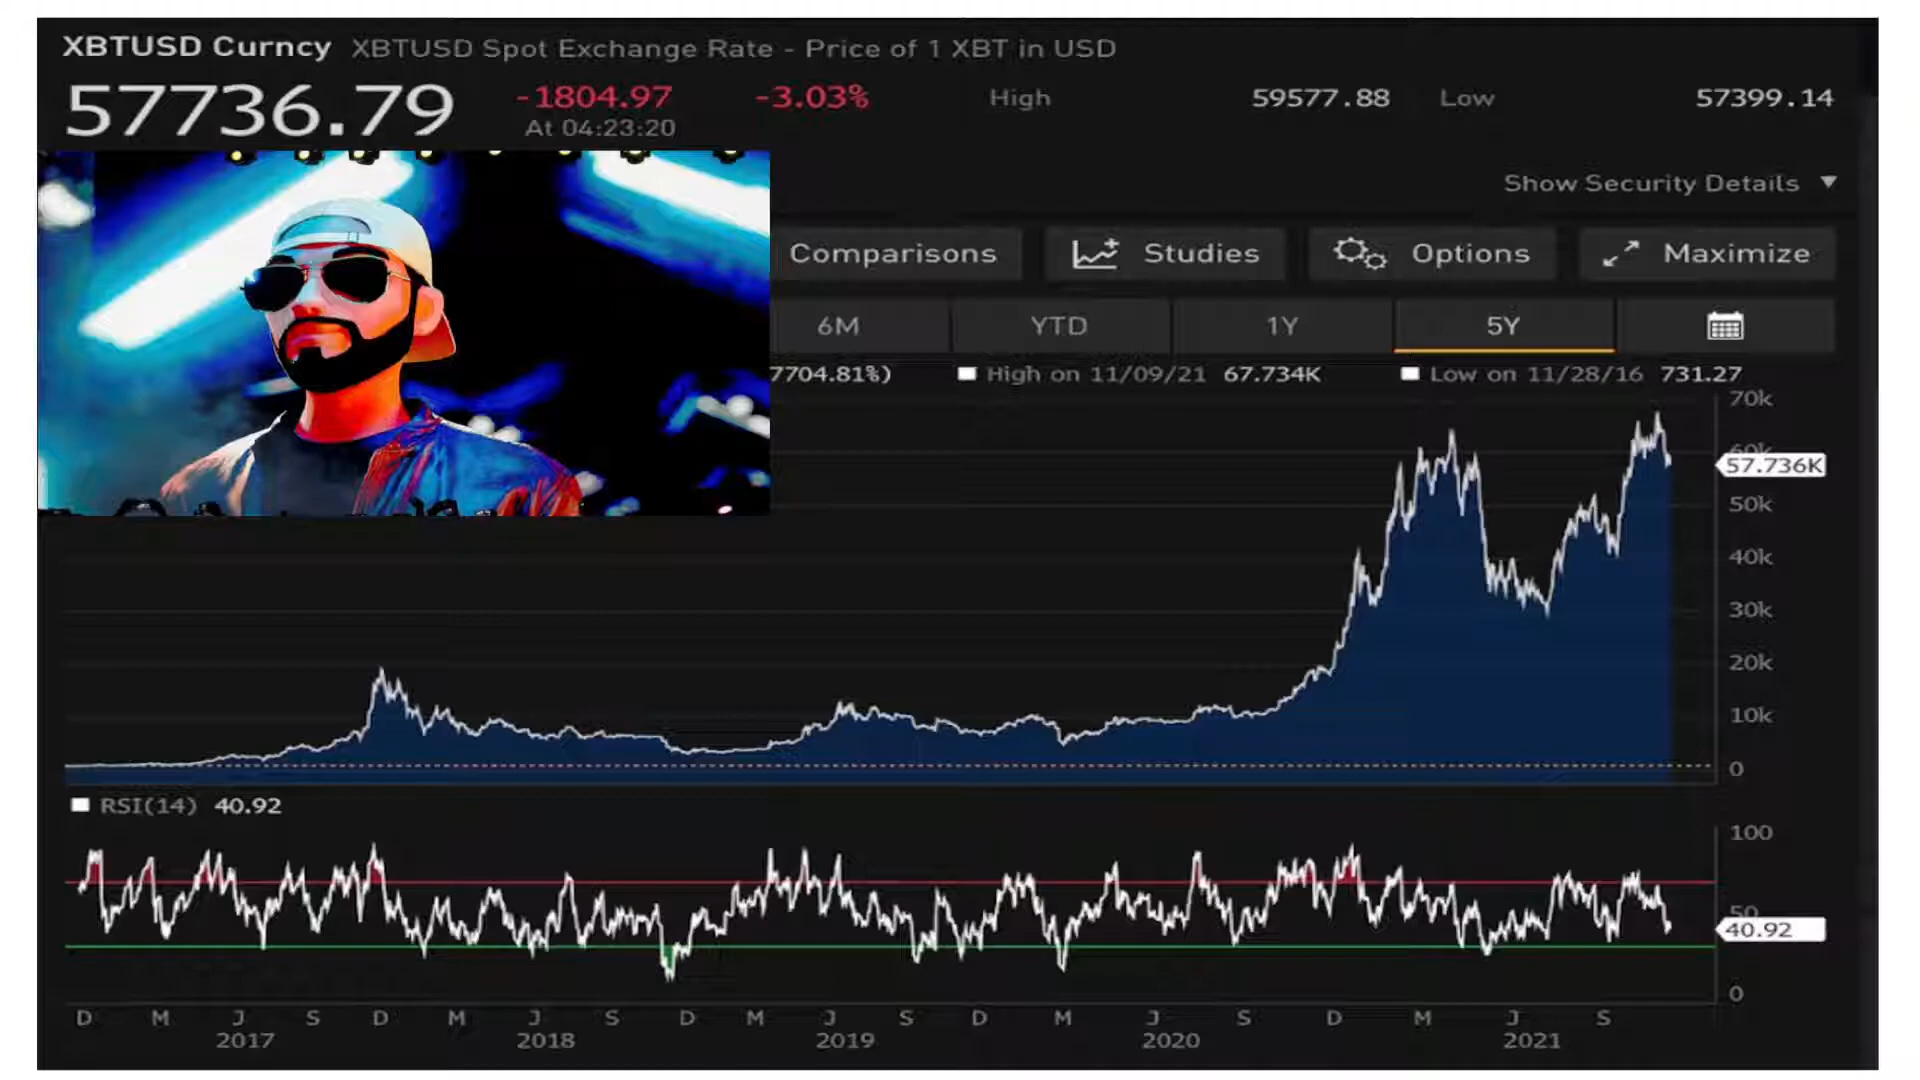 XBTUSD Curncy XBTUSD Spot Exchange Rate - Price of 1 XBT in USD
57736.79 -1804.97 -3.03% High 59577.88 Low 57399.14
At 04:23:20
Show Security Details ▼
Comparisons Studies Options Maximize
6M YTD 1Y 5Y
7704.81%) High on 11/09/21 67.734K Low on 11/28/16 731.27
70k
60k
57.736K
50k
40k
30k
20k
10k
0
RSI(14) 40.92
100
50
40.92
0
D M J S D M J S D M J S D M J S D M J S
2017 2018 2019 2020 2021